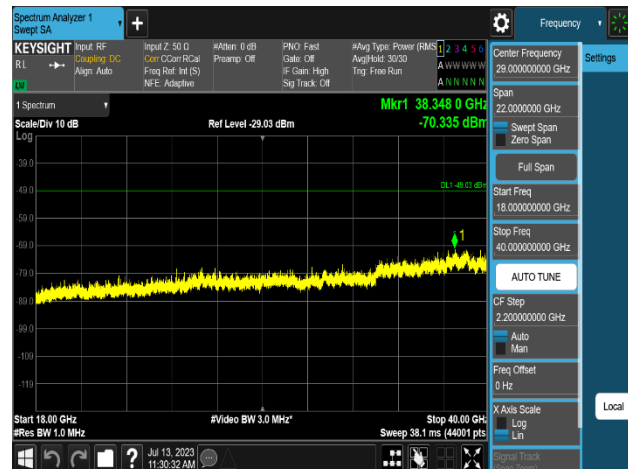 Spectrum Analyzer 1
Swept SA
Frequency
KEYSIGHT
R L
LXI
Input: RF
Coupling: DC
Align: Auto
Input Z: 50 Ω
Corr CCorr RCal
Freq Ref: Int (S)
NFE: Adaptive
#Atten: 0 dB
Preamp: Off
PNO: Fast
Gate: Off
IF Gain: High
Sig Track: Off
#Avg Type: Power (RMS
Avg|Hold: 30/30
Trig: Free Run
1 2 3 4 5 6
A W W W W W
A N N N N N
1 Spectrum
Scale/Div 10 dB
Ref Level -29.03 dBm
Mkr1 38.348 0 GHz
-70.335 dBm
Log
-39.0
-49.0
-59.0
-69.0
-79.0
-89.0
-99.0
-109
-119
DL1 -49.03 dBm
1
Start 18.00 GHz
#Res BW 1.0 MHz
#Video BW 3.0 MHz*
Stop 40.00 GHz
Sweep 38.1 ms (44001 pts
?
Jul 13, 2023
11:30:32 AM
Center Frequency
29.000000000 GHz
Settings
Span
22.0000000 GHz
Swept Span
Zero Span
Full Span
Start Freq
18.000000000 GHz
Stop Freq
40.000000000 GHz
AUTO TUNE
CF Step
2.200000000 GHz
Auto
Man
Freq Offset
0 Hz
X Axis Scale
Log
Lin
Local
Signal Track
(Span Zoom)